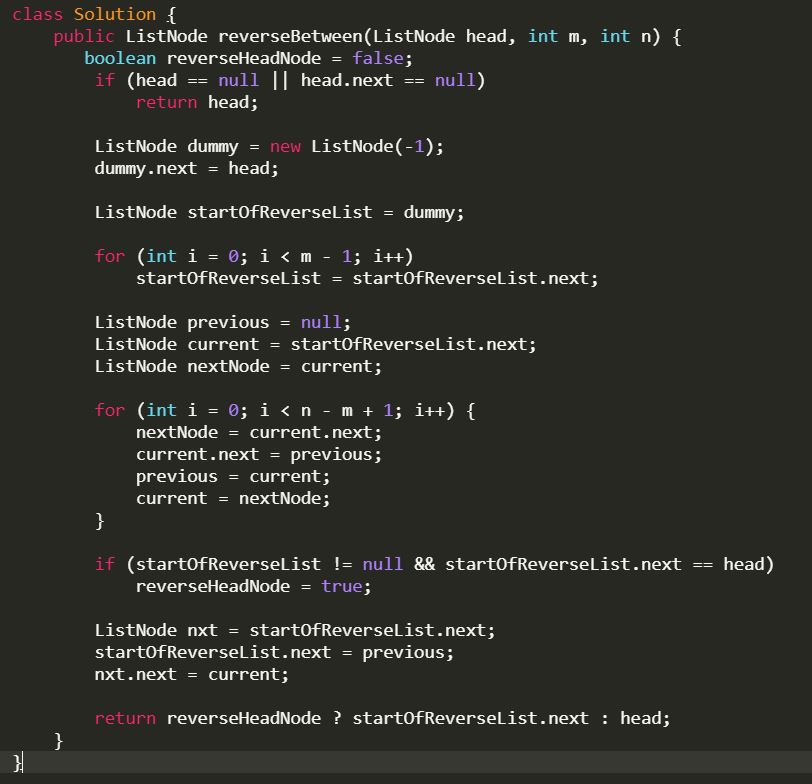 class Solution {
    public ListNode reverseBetween(ListNode head, int m, int n) {
       boolean reverseHeadNode = false;
        if (head == null || head.next == null)
            return head;

        ListNode dummy = new ListNode(-1);
        dummy.next = head;

        ListNode startOfReverseList = dummy;

        for (int i = 0; i < m - 1; i++)
            startOfReverseList = startOfReverseList.next;

        ListNode previous = null;
        ListNode current = startOfReverseList.next;
        ListNode nextNode = current;

        for (int i = 0; i < n - m + 1; i++) {
            nextNode = current.next;
            current.next = previous;
            previous = current;
            current = nextNode;
        }

        if (startOfReverseList != null && startOfReverseList.next == head)
            reverseHeadNode = true;

        ListNode nxt = startOfReverseList.next;
        startOfReverseList.next = previous;
        nxt.next = current;

        return reverseHeadNode ? startOfReverseList.next : head;
    }
}